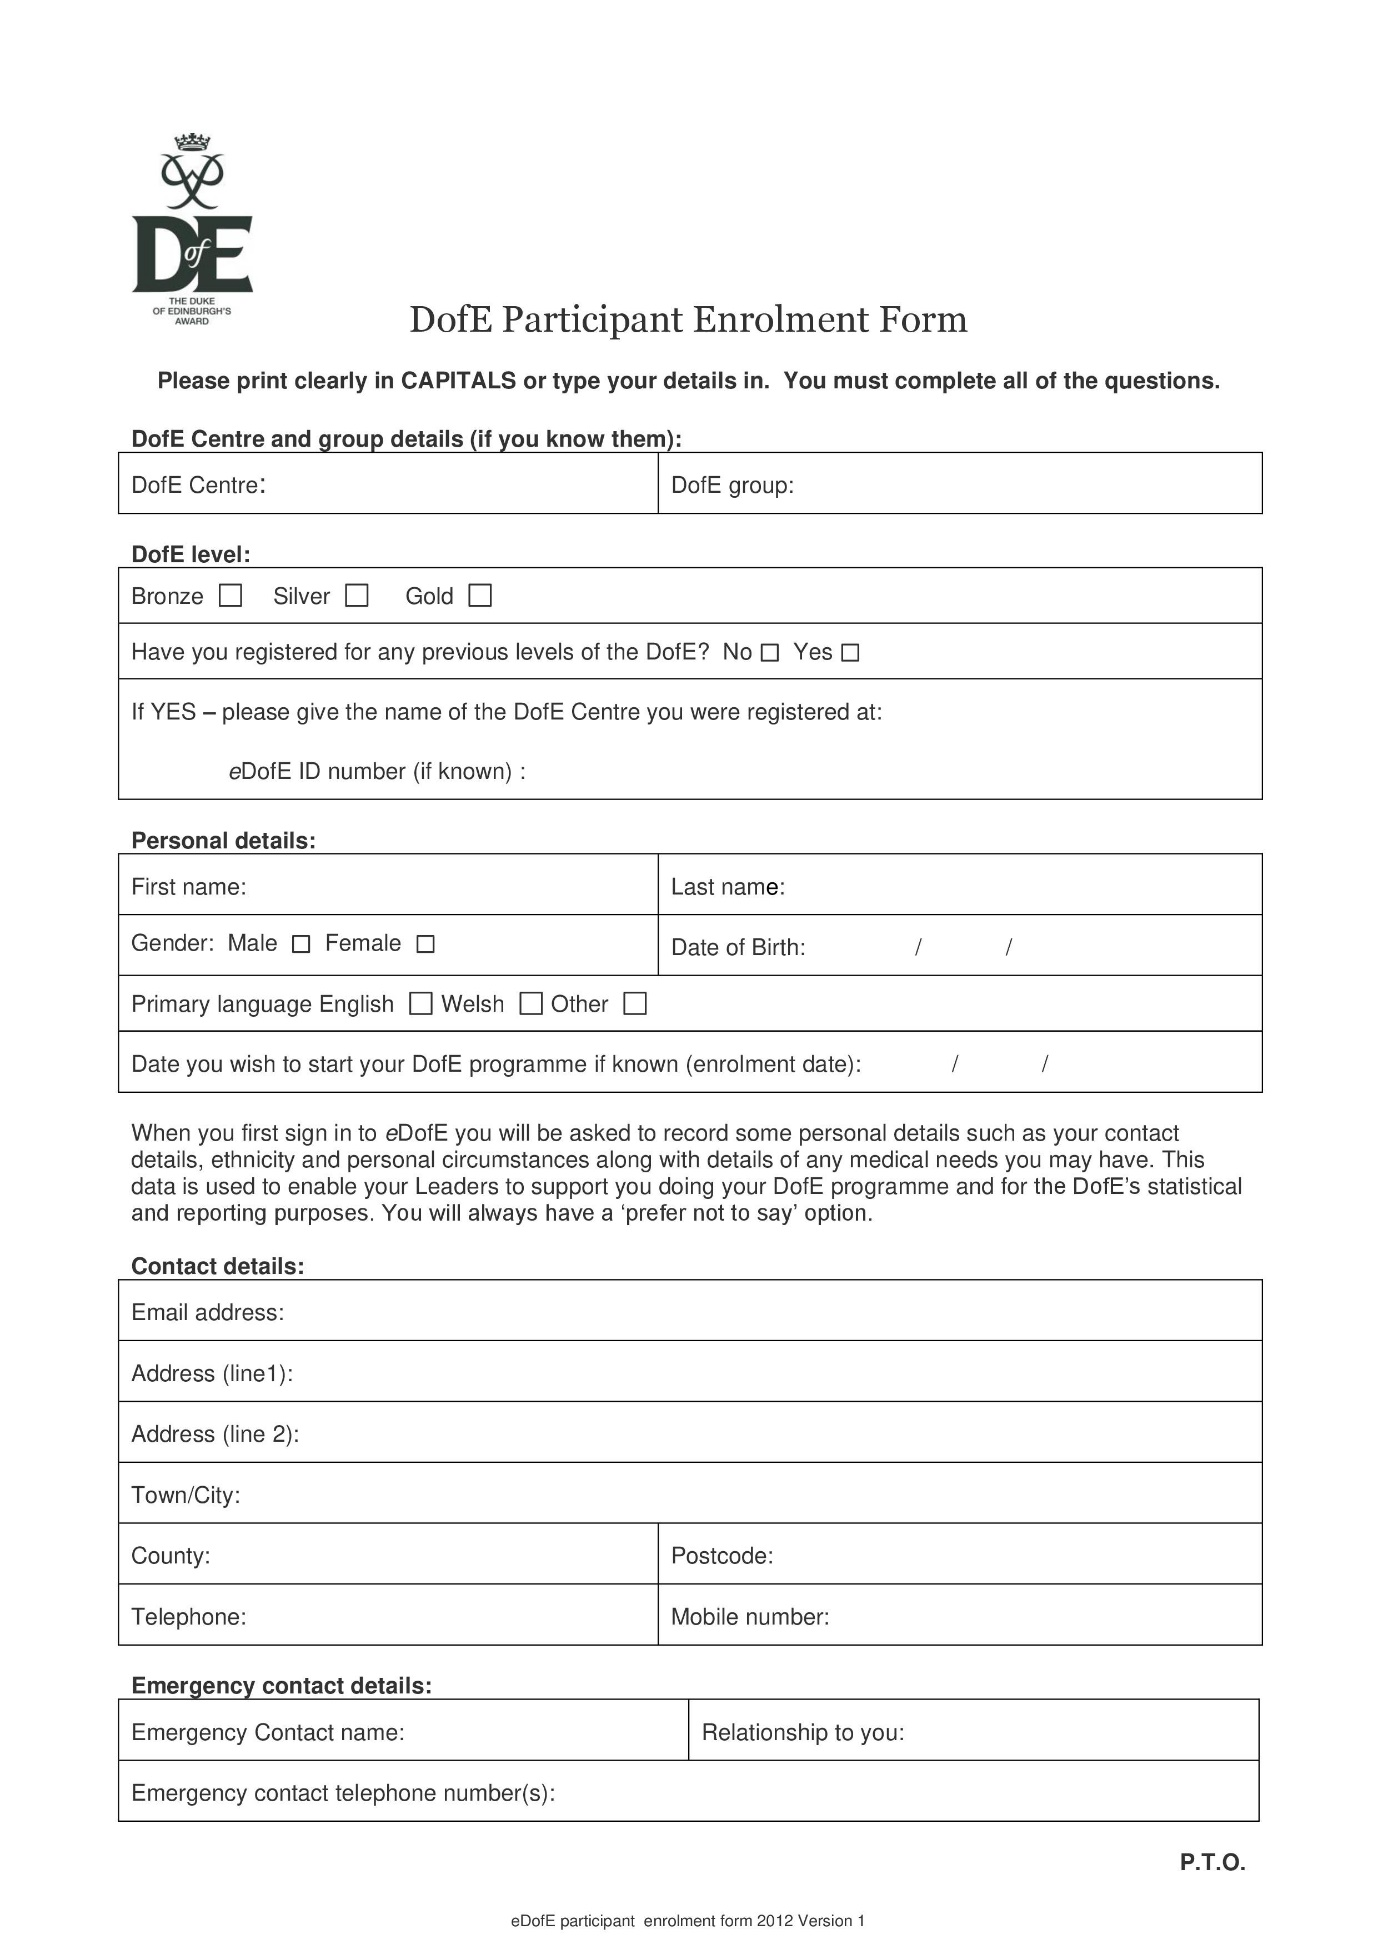 DofE
THE DUKE
OF EDINBURGH'S
AWARD
DofE Participant Enrolment Form
Please print clearly in CAPITALS or type your details in.  You must complete all of the questions.
DofE Centre and group details (if you know them):
DofE Centre: DofE group:
DofE level:
Bronze ☐ Silver ☐ Gold ☐
Have you registered for any previous levels of the DofE?  No ☐ Yes ☐
If YES – please give the name of the DofE Centre you were registered at:
eDofE ID number (if known) :
Personal details:
First name: Last name:
Gender:  Male ☐ Female ☐ Date of Birth: / /
Primary language English ☐ Welsh ☐ Other ☐
Date you wish to start your DofE programme if known (enrolment date): / /
When you first sign in to eDofE you will be asked to record some personal details such as your contact
details, ethnicity and personal circumstances along with details of any medical needs you may have. This
data is used to enable your Leaders to support you doing your DofE programme and for the DofE's statistical
and reporting purposes. You will always have a 'prefer not to say' option.
Contact details:
Email address:
Address (line1):
Address (line 2):
Town/City:
County: Postcode:
Telephone: Mobile number:
Emergency contact details:
Emergency Contact name: Relationship to you:
Emergency contact telephone number(s):
P.T.O.
eDofE participant  enrolment form 2012 Version 1